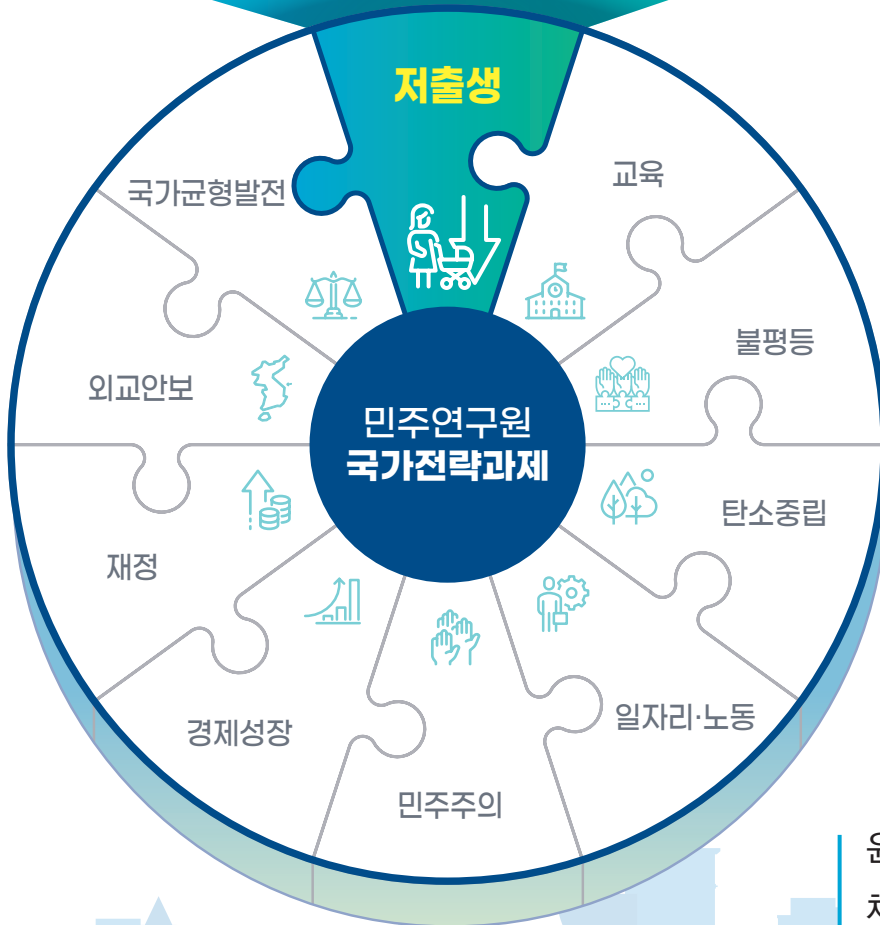 저출생
교육
불평등
탄소중립
일자리·노동
민주주의
경제성장
재정
외교안보
국가균형발전
민주연구원
국가전략과제